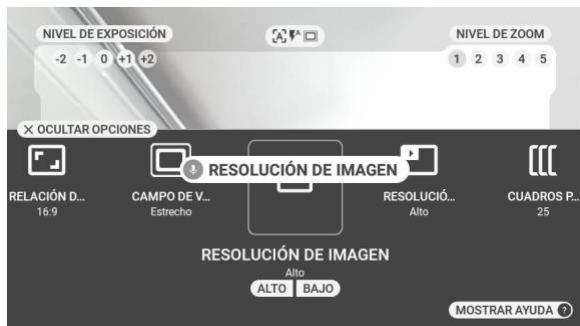 NIVEL DE EXPOSICIÓN
NIVEL DE ZOOM
-2 -1 0 +1 +2
1 2 3 4 5
X OCULTAR OPCIONES
RESOLUCIÓN DE IMAGEN
RELACIÓN D...
CAMPO DE V...
RESOLUCIÓ...
CUADROS P...
16:9
Estrecho
Alto
25
RESOLUCIÓN DE IMAGEN
Alto
ALTO BAJO
MOSTRAR AYUDA ?